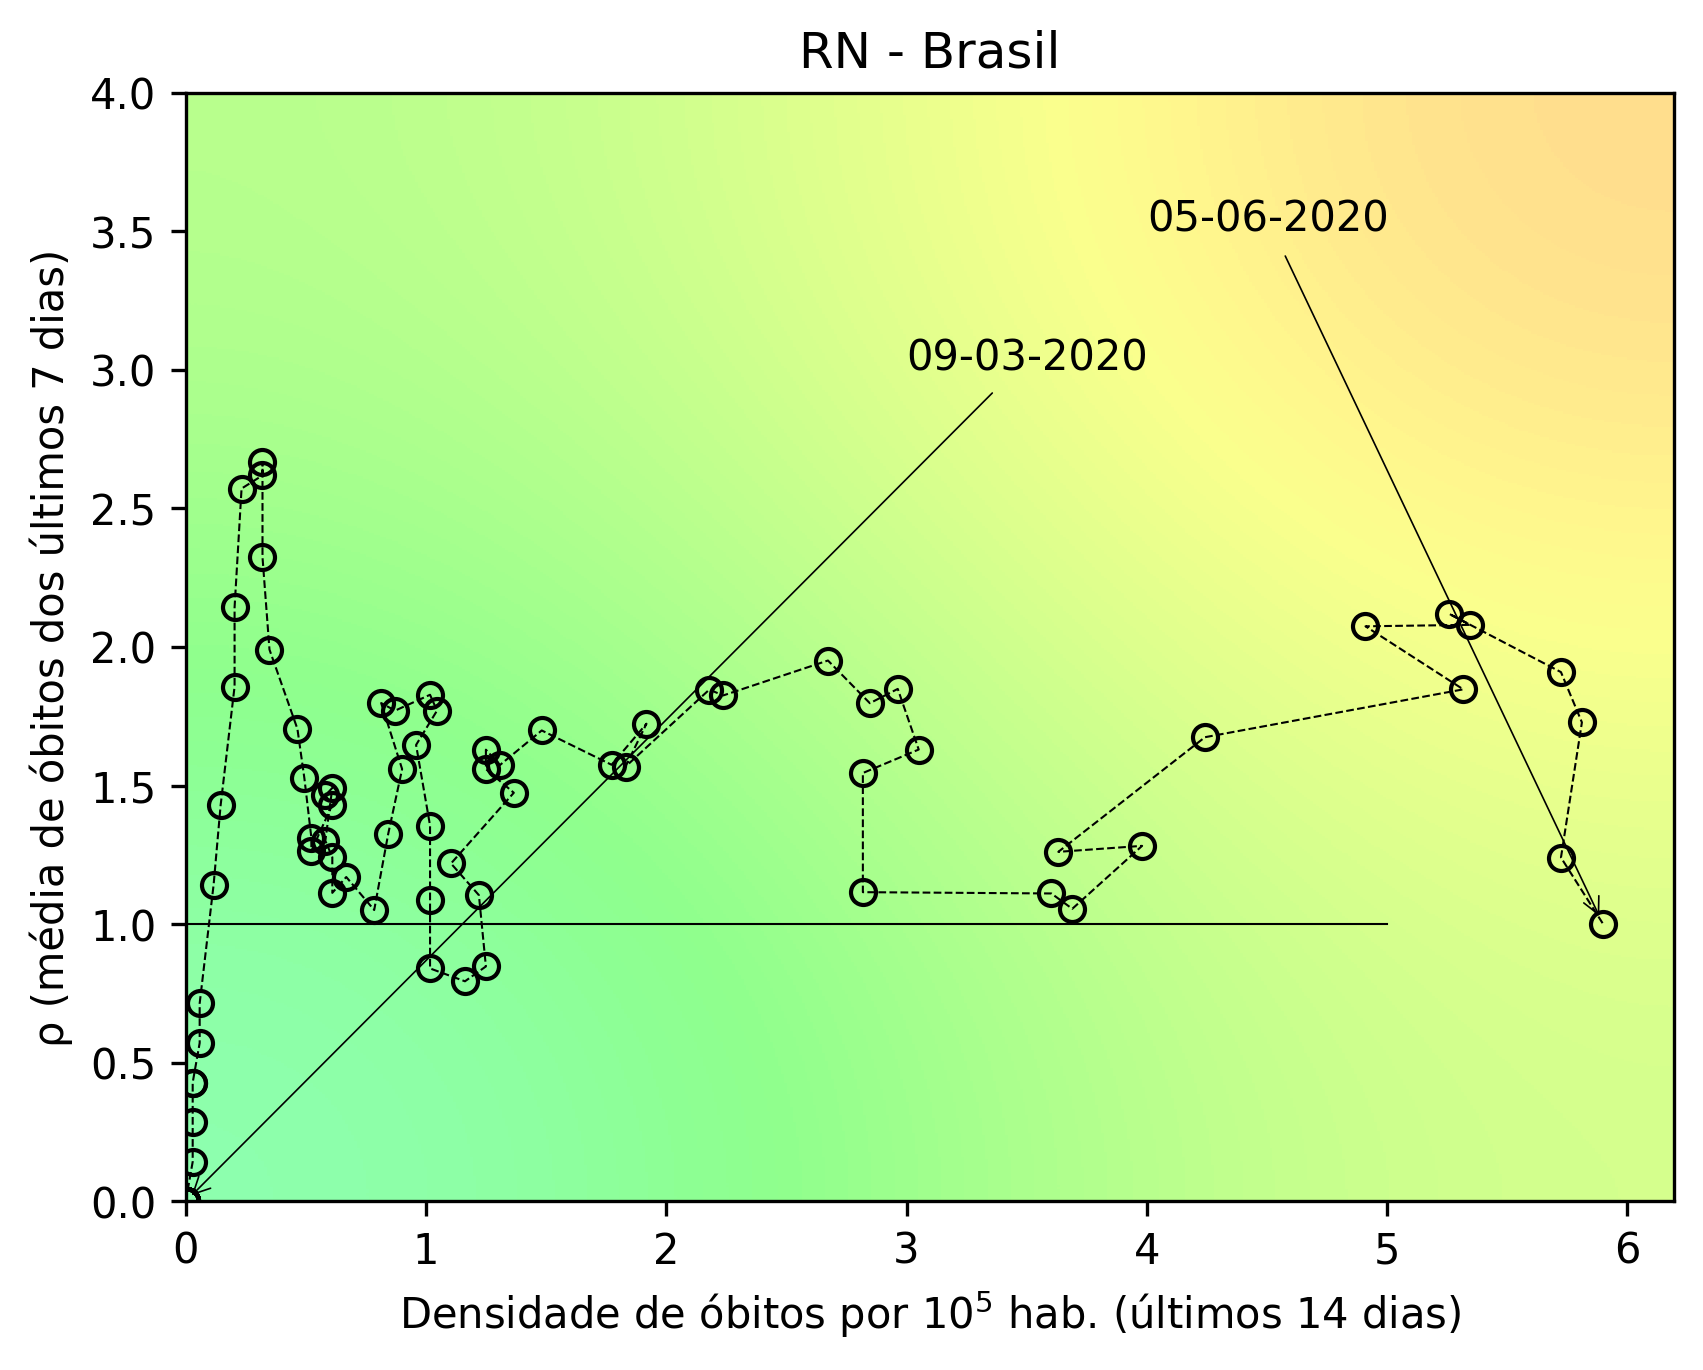 RN - Brasil
4.0
3.5
3.0
2.5
2.0
1.5
1.0
0.5
0.0
ρ (média de óbitos dos últimos 7 dias)
05-06-2020
09-03-2020
0 1 2 3 4 5 6
Densidade de óbitos por 10⁵ hab. (últimos 14 dias)